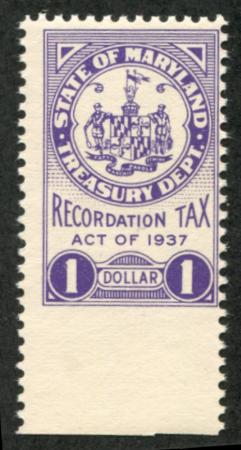 STATE OF MARYLAND
TREASURY DEPT.
RECORDATION TAX
ACT OF 1937
1 DOLLAR 1